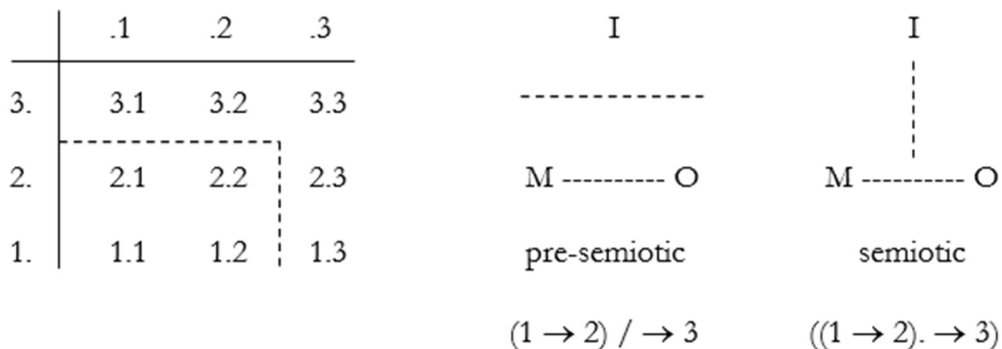 .1 .2 .3 I I
3. 3.1 3.2 3.3
2. 2.1 2.2 2.3 M O M O
1. 1.1 1.2 1.3 pre-semiotic semiotic
(1 → 2) / → 3 ((1 → 2). → 3)